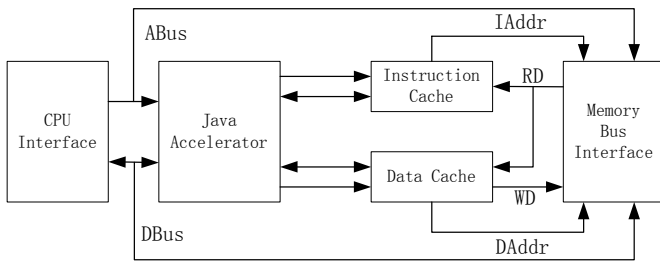 ABus
IAddr
CPU
Interface
Java
Accelerator
Instruction
Cache
RD
Memory
Bus
Interface
Data Cache
WD
DBus
DAddr